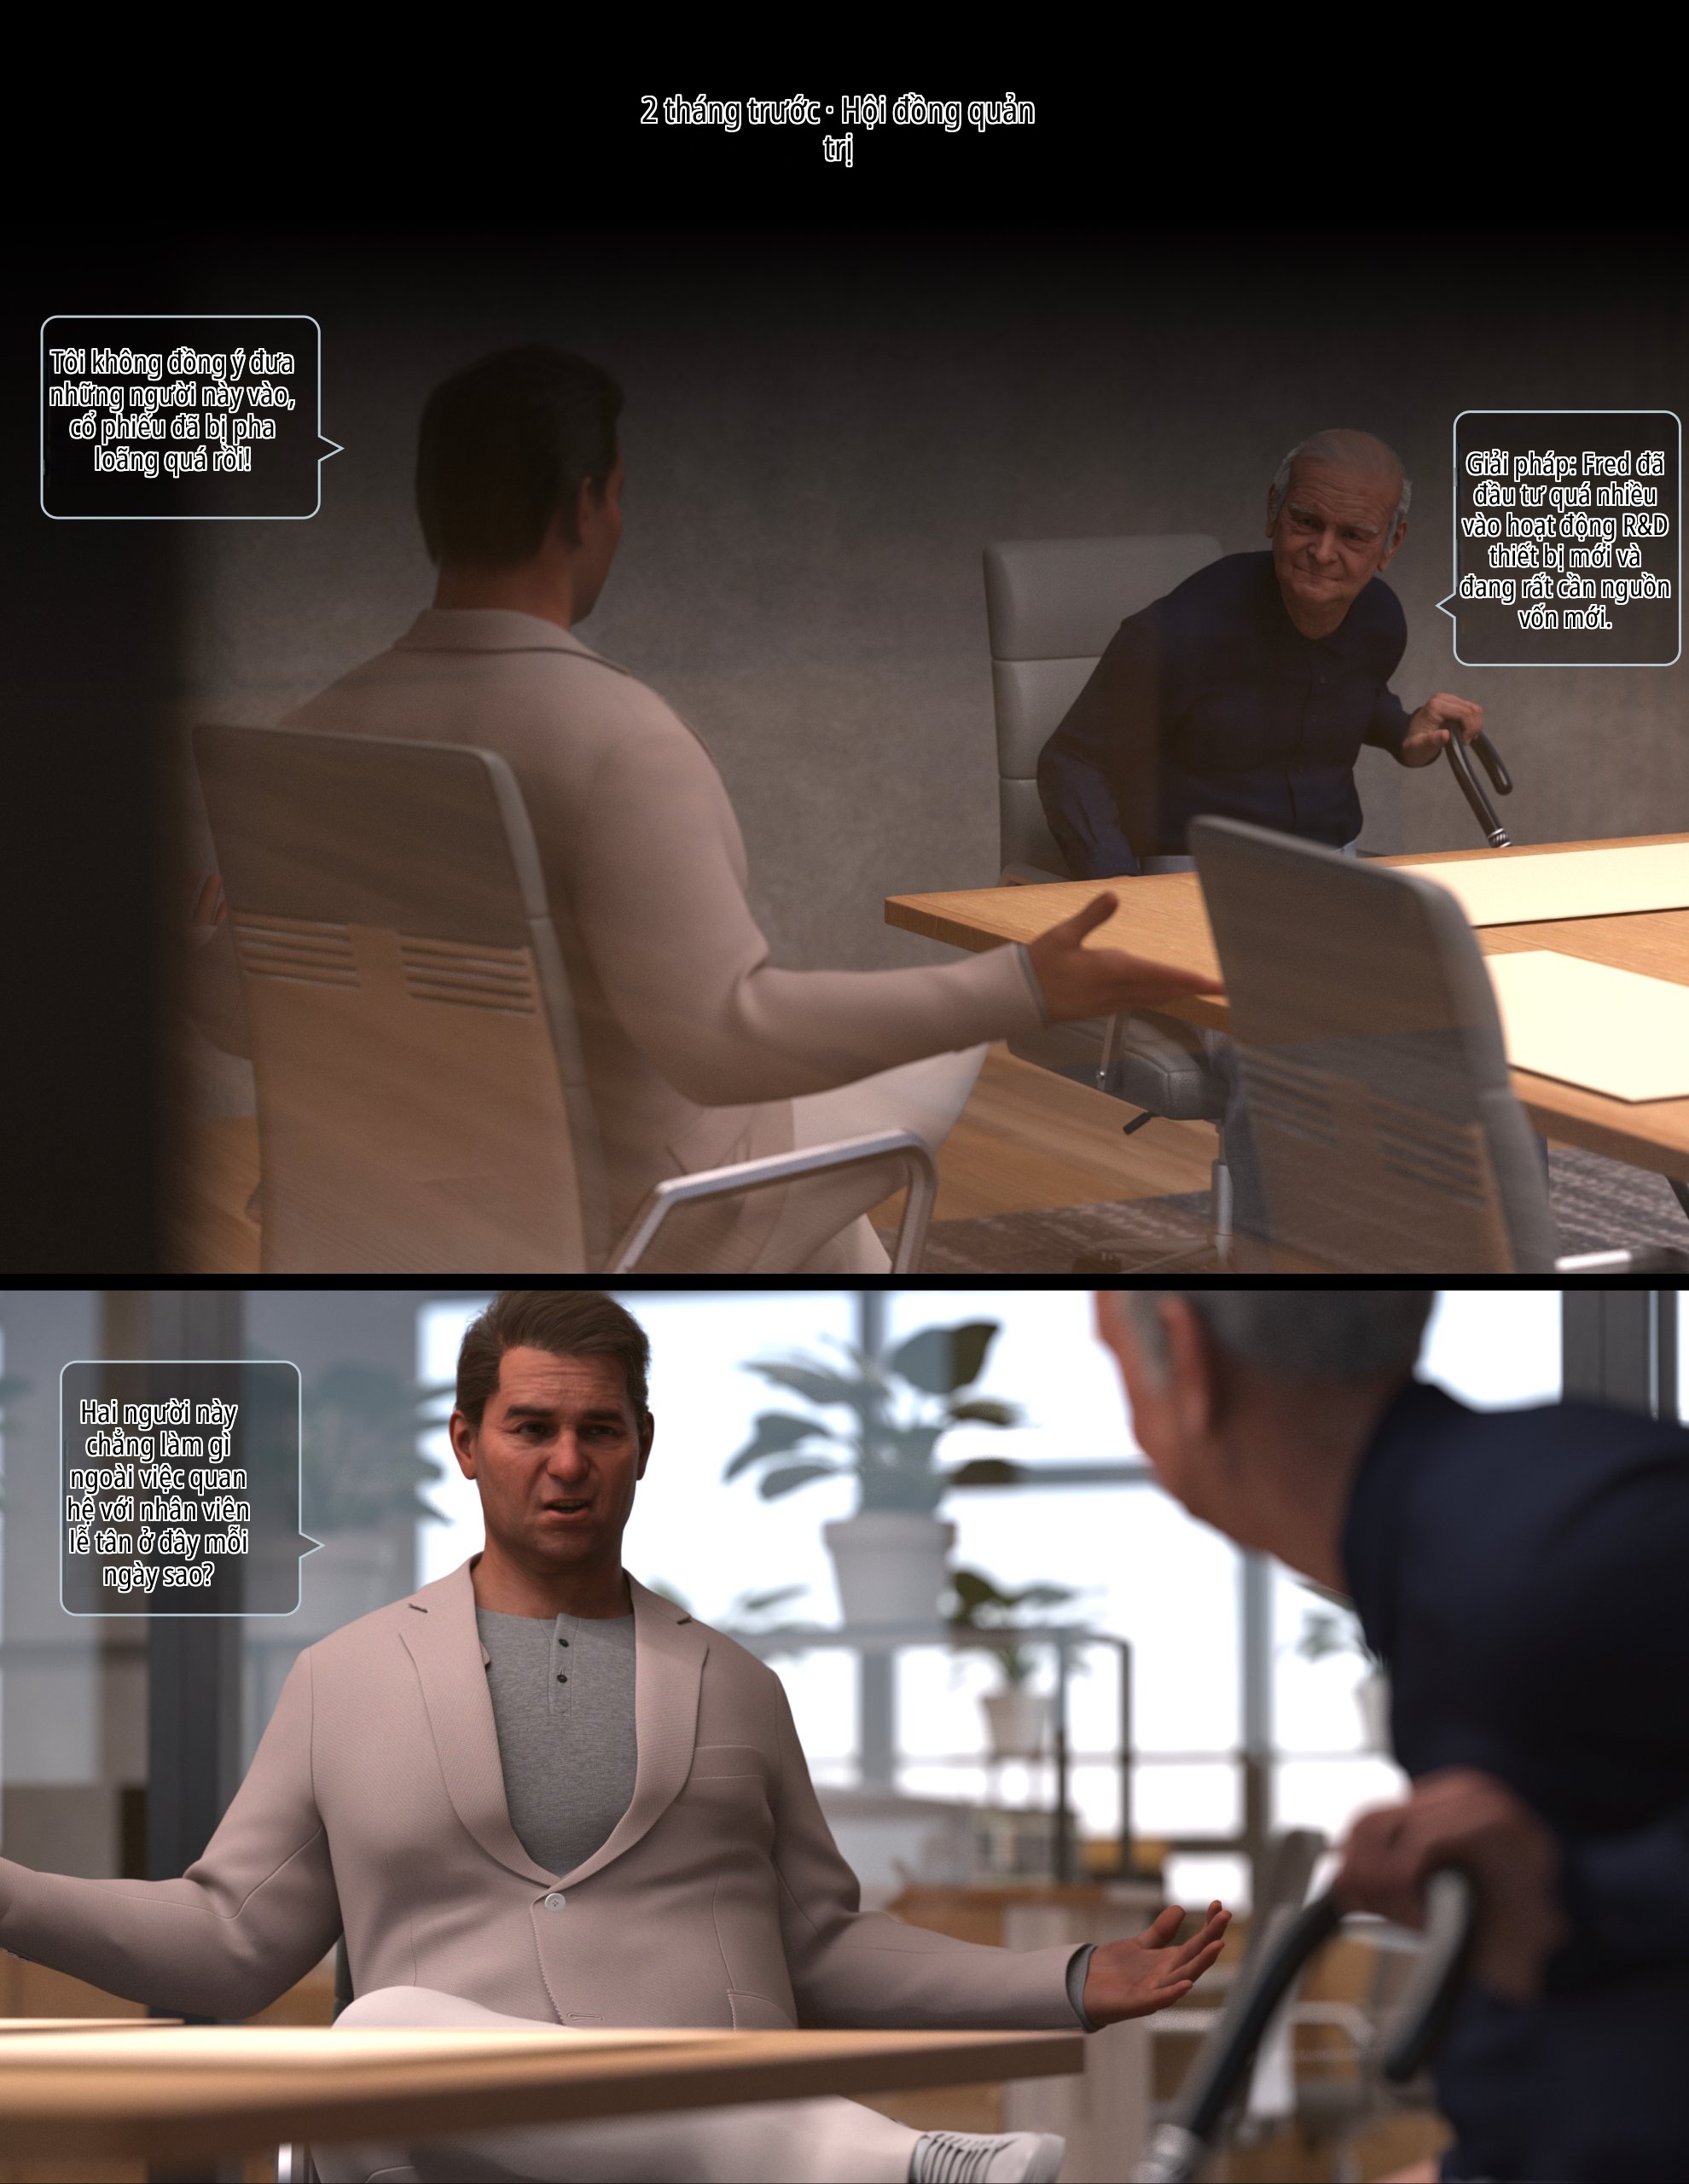 2 tháng trước · Hội đồng quản
trị
Tôi không đồng ý đưa
những người này vào,
cổ phiếu đã bị pha
loãng quá rồi!
Giải pháp: Fred đã
đầu tư quá nhiều
vào hoạt động R&D
thiết bị mới và
đang rất cần nguồn
vốn mới.
Hai người này
chẳng làm gì
ngoài việc quan
hệ với nhân viên
lễ tân ở đây mỗi
ngày sao?